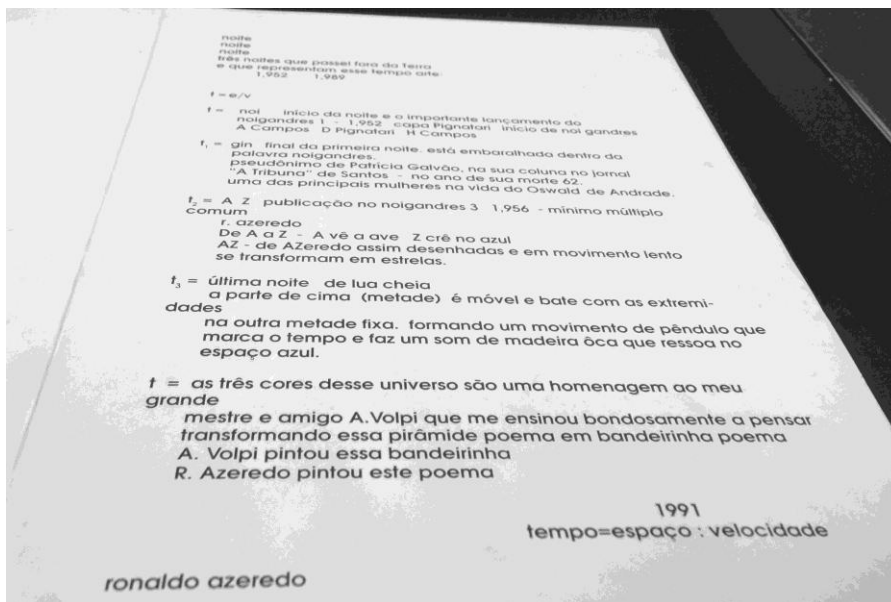 noite
noite
noite
três noites que passei fora da Terra
e que representam esse tempo arte:
1,952 1,989
t = e/v
t = noi início da noite e o importante lançamento do
noigandres 1 - 1,952 capa Pignatari início de noi gandres
A Campos D Pignatari H Campos
t₁ = gin final da primeira noite. está embaralhada dentro da
palavra noigandres.
pseudônimo de Patrícia Galvão, na sua coluna no jornal
"A Tribuna" de Santos - no ano de sua morte 62.
uma das principais mulheres na vida do Oswald de Andrade.
t₂ = A Z publicação no noigandres 3 1,956 - mínimo múltiplo
comum
r. azeredo
De A a Z - A vê a ave Z crê no azul
AZ - de AZeredo assim desenhadas e em movimento lento
se transformam em estrelas.
t₃ = última noite de lua cheia
a parte de cima (metade) é móvel e bate com as extremi-
dades
na outra metade fixa. formando um movimento de pêndulo que
marca o tempo e faz um som de madeira ôca que ressoa no
espaço azul.
t = as três cores desse universo são uma homenagem ao meu
grande
mestre e amigo A.Volpi que me ensinou bondosamente a pensar
transformando essa pirâmide poema em bandeirinha poema
A. Volpi pintou essa bandeirinha
R. Azeredo pintou este poema
1991
tempo=espaço : velocidade
ronaldo azeredo